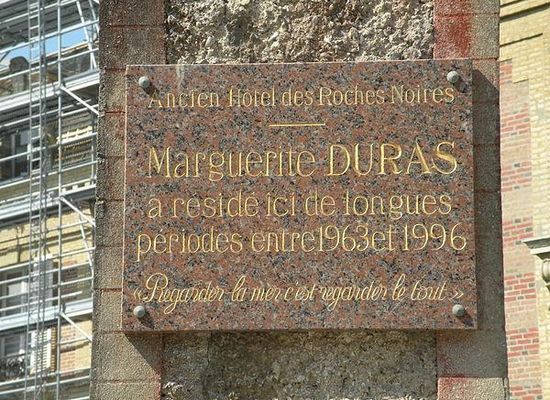 Ancien Hôtel des Roches Noires
Marguerite DURAS
a résidé ici de longues
périodes entre 1963 et 1996
« Regarder la mer c'est regarder le tout »